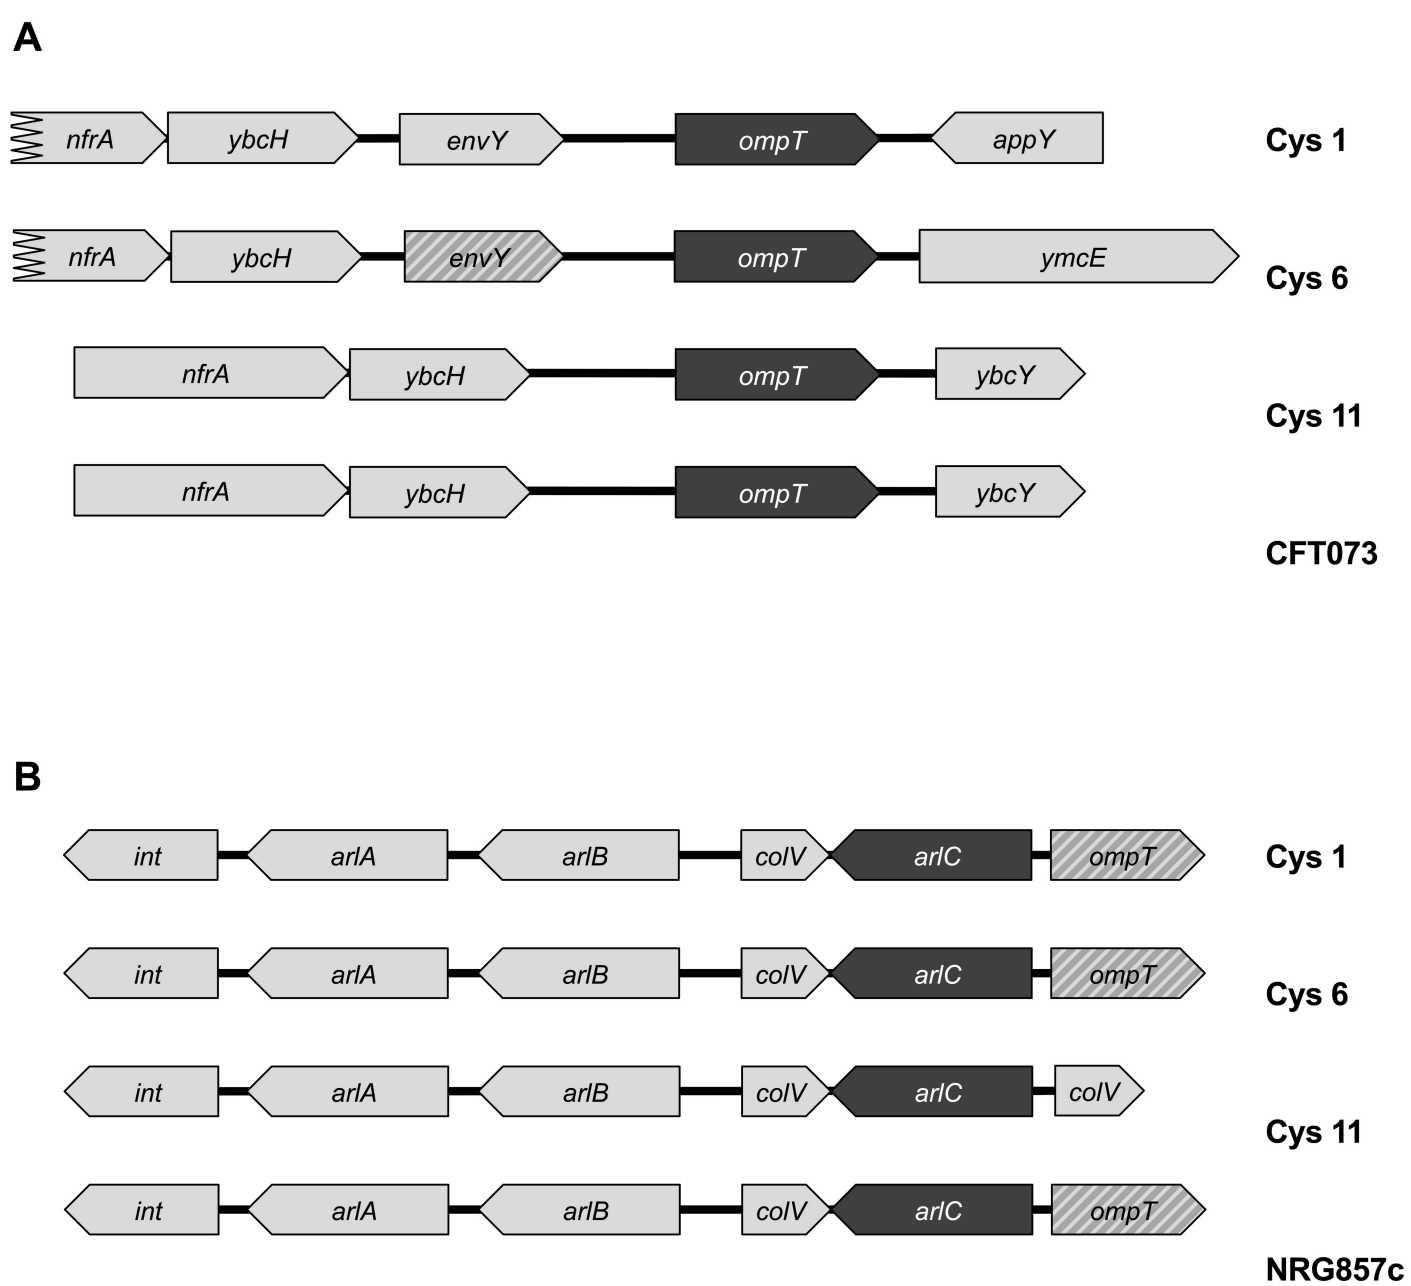 A
nfrA ybcH envY ompT appY Cys 1
nfrA ybcH envY ompT ymcE Cys 6
nfrA ybcH ompT ybcY Cys 11
nfrA ybcH ompT ybcY CFT073
B
int arlA arlB colV arlC ompT Cys 1
int arlA arlB colV arlC ompT Cys 6
int arlA arlB colV arlC colV Cys 11
int arlA arlB colV arlC ompT NRG857c